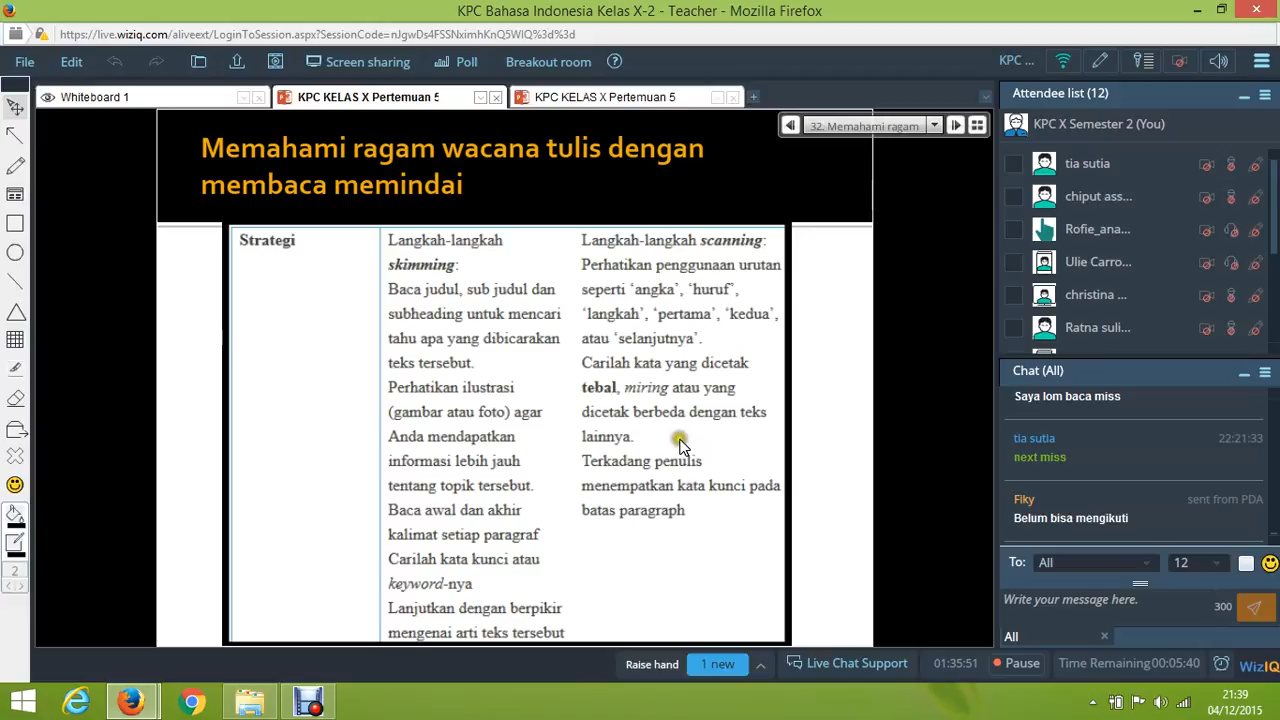 KPC Bahasa Indonesia Kelas X-2 - Teacher - Mozilla Firefox
https://live.wiziq.com/aliveext/LoginToSession.aspx?SessionCode=nJgwDs4FSSNximhKnQ5WlQ%3d%3d
File Edit Screen sharing Poll Breakout room KPC ...
Whiteboard 1 KPC KELAS X Pertemuan 5 KPC KELAS X Pertemuan 5
32. Memahami ragam
Memahami ragam wacana tulis dengan
membaca memindai
Strategi
Langkah-langkah
skimming:
Baca judul, sub judul dan
subheading untuk mencari
tahu apa yang dibicarakan
teks tersebut.
Perhatikan ilustrasi
(gambar atau foto) agar
Anda mendapatkan
informasi lebih jauh
tentang topik tersebut.
Baca awal dan akhir
kalimat setiap paragraf
Carilah kata kunci atau
keyword-nya
Lanjutkan dengan berpikir
mengenai arti teks tersebut
Langkah-langkah scanning:
Perhatikan penggunaan urutan
seperti ‘angka’, ‘huruf”,
‘langkah’, ‘pertama’, ‘kedua’,
atau ‘selanjutnya’.
Carilah kata yang dicetak
tebal, miring atau yang
dicetak berbeda dengan teks
lainnya.
Terkadang penulis
menempatkan kata kunci pada
batas paragraph
2
Attendee list (12)
KPC X Semester 2 (You)
tia sutia
chiput ass...
Rofie_ana...
Ulie Carro...
christina ...
Ratna suli...
Chat (All)
Saya lom baca miss
tia sutia 22:21:33
next miss
Fiky sent from PDA
Belum bisa mengikuti
To: All 12
Write your message here. 300
All
Raise hand 1 new Live Chat Support 01:35:51 Pause Time Remaining 00:05:40 WizIQ
21:39
04/12/2015